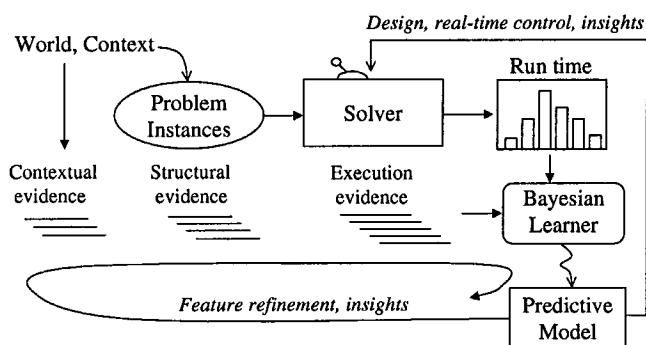 Design, real-time control, insights
World, Context
Run time
Problem
Instances
Solver
Contextual
evidence
Structural
evidence
Execution
evidence
Bayesian
Learner
Feature refinement, insights
Predictive
Model